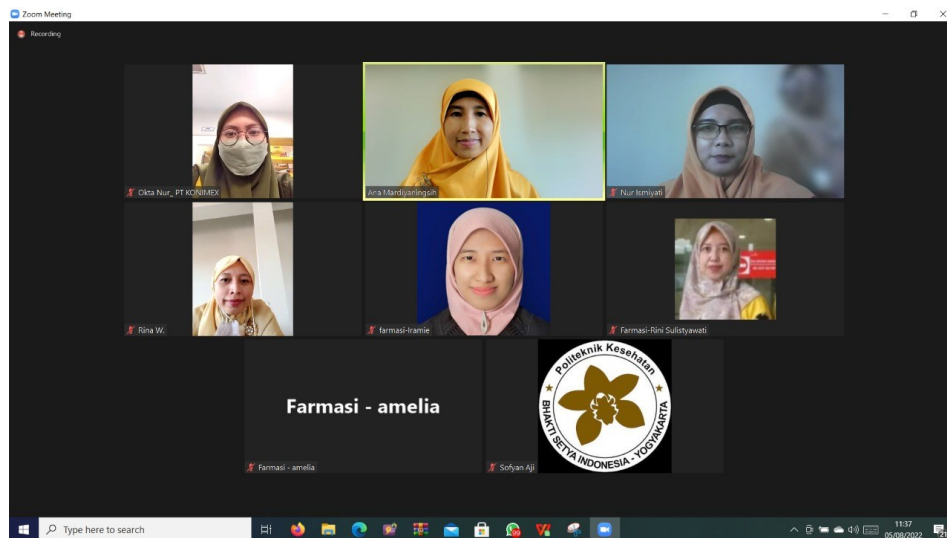 Zoom Meeting
Recording
Okta Nur_ PT KONIMEX
Ana Mardiyaningsih
Nur Ismiyati
Rina W.
farmasi-Iramie
Farmasi-Rini Sulistyawati
Farmasi - amelia
Farmasi - amelia
Politeknik Kesehatan
BHAKTI SETYA INDONESIA - YOGYAKARTA
Sofyan Aji
Type here to search
11:37
05/08/2022